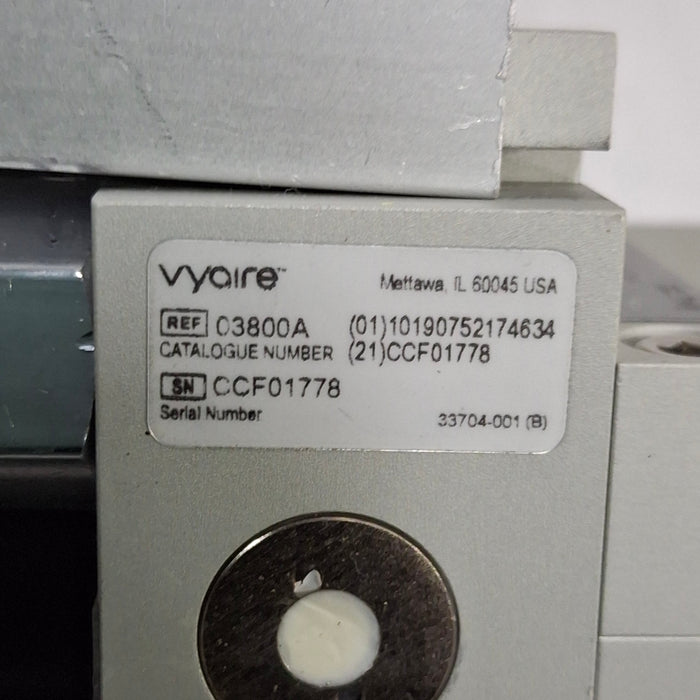 vyaire™
Mettawa, IL 60045 USA
REF 03800A
CATALOGUE NUMBER
(01)10190752174634
(21)CCF01778
SN CCF01778
Serial Number
33704-001 (B)